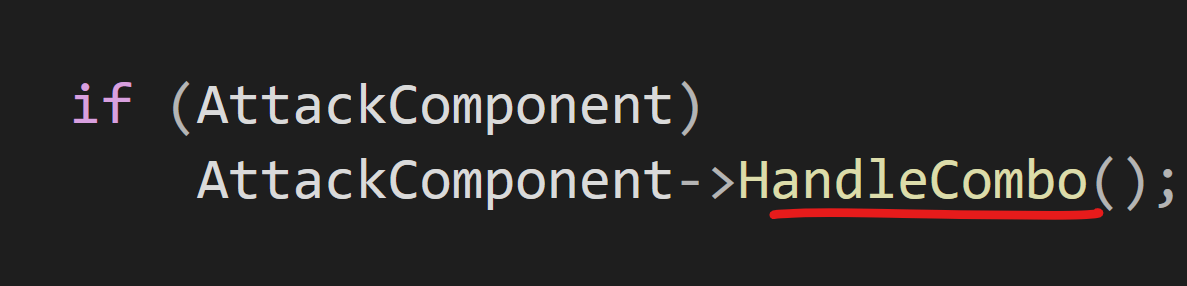 if (AttackComponent)
AttackComponent->HandleCombo();